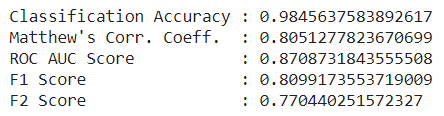 Classification Accuracy : 0.9845637583892617
Matthew's Corr. Coeff.  : 0.8051277823670699
ROC AUC Score           : 0.8708731843555508
F1 Score                : 0.8099173553719009
F2 Score                : 0.770440251572327